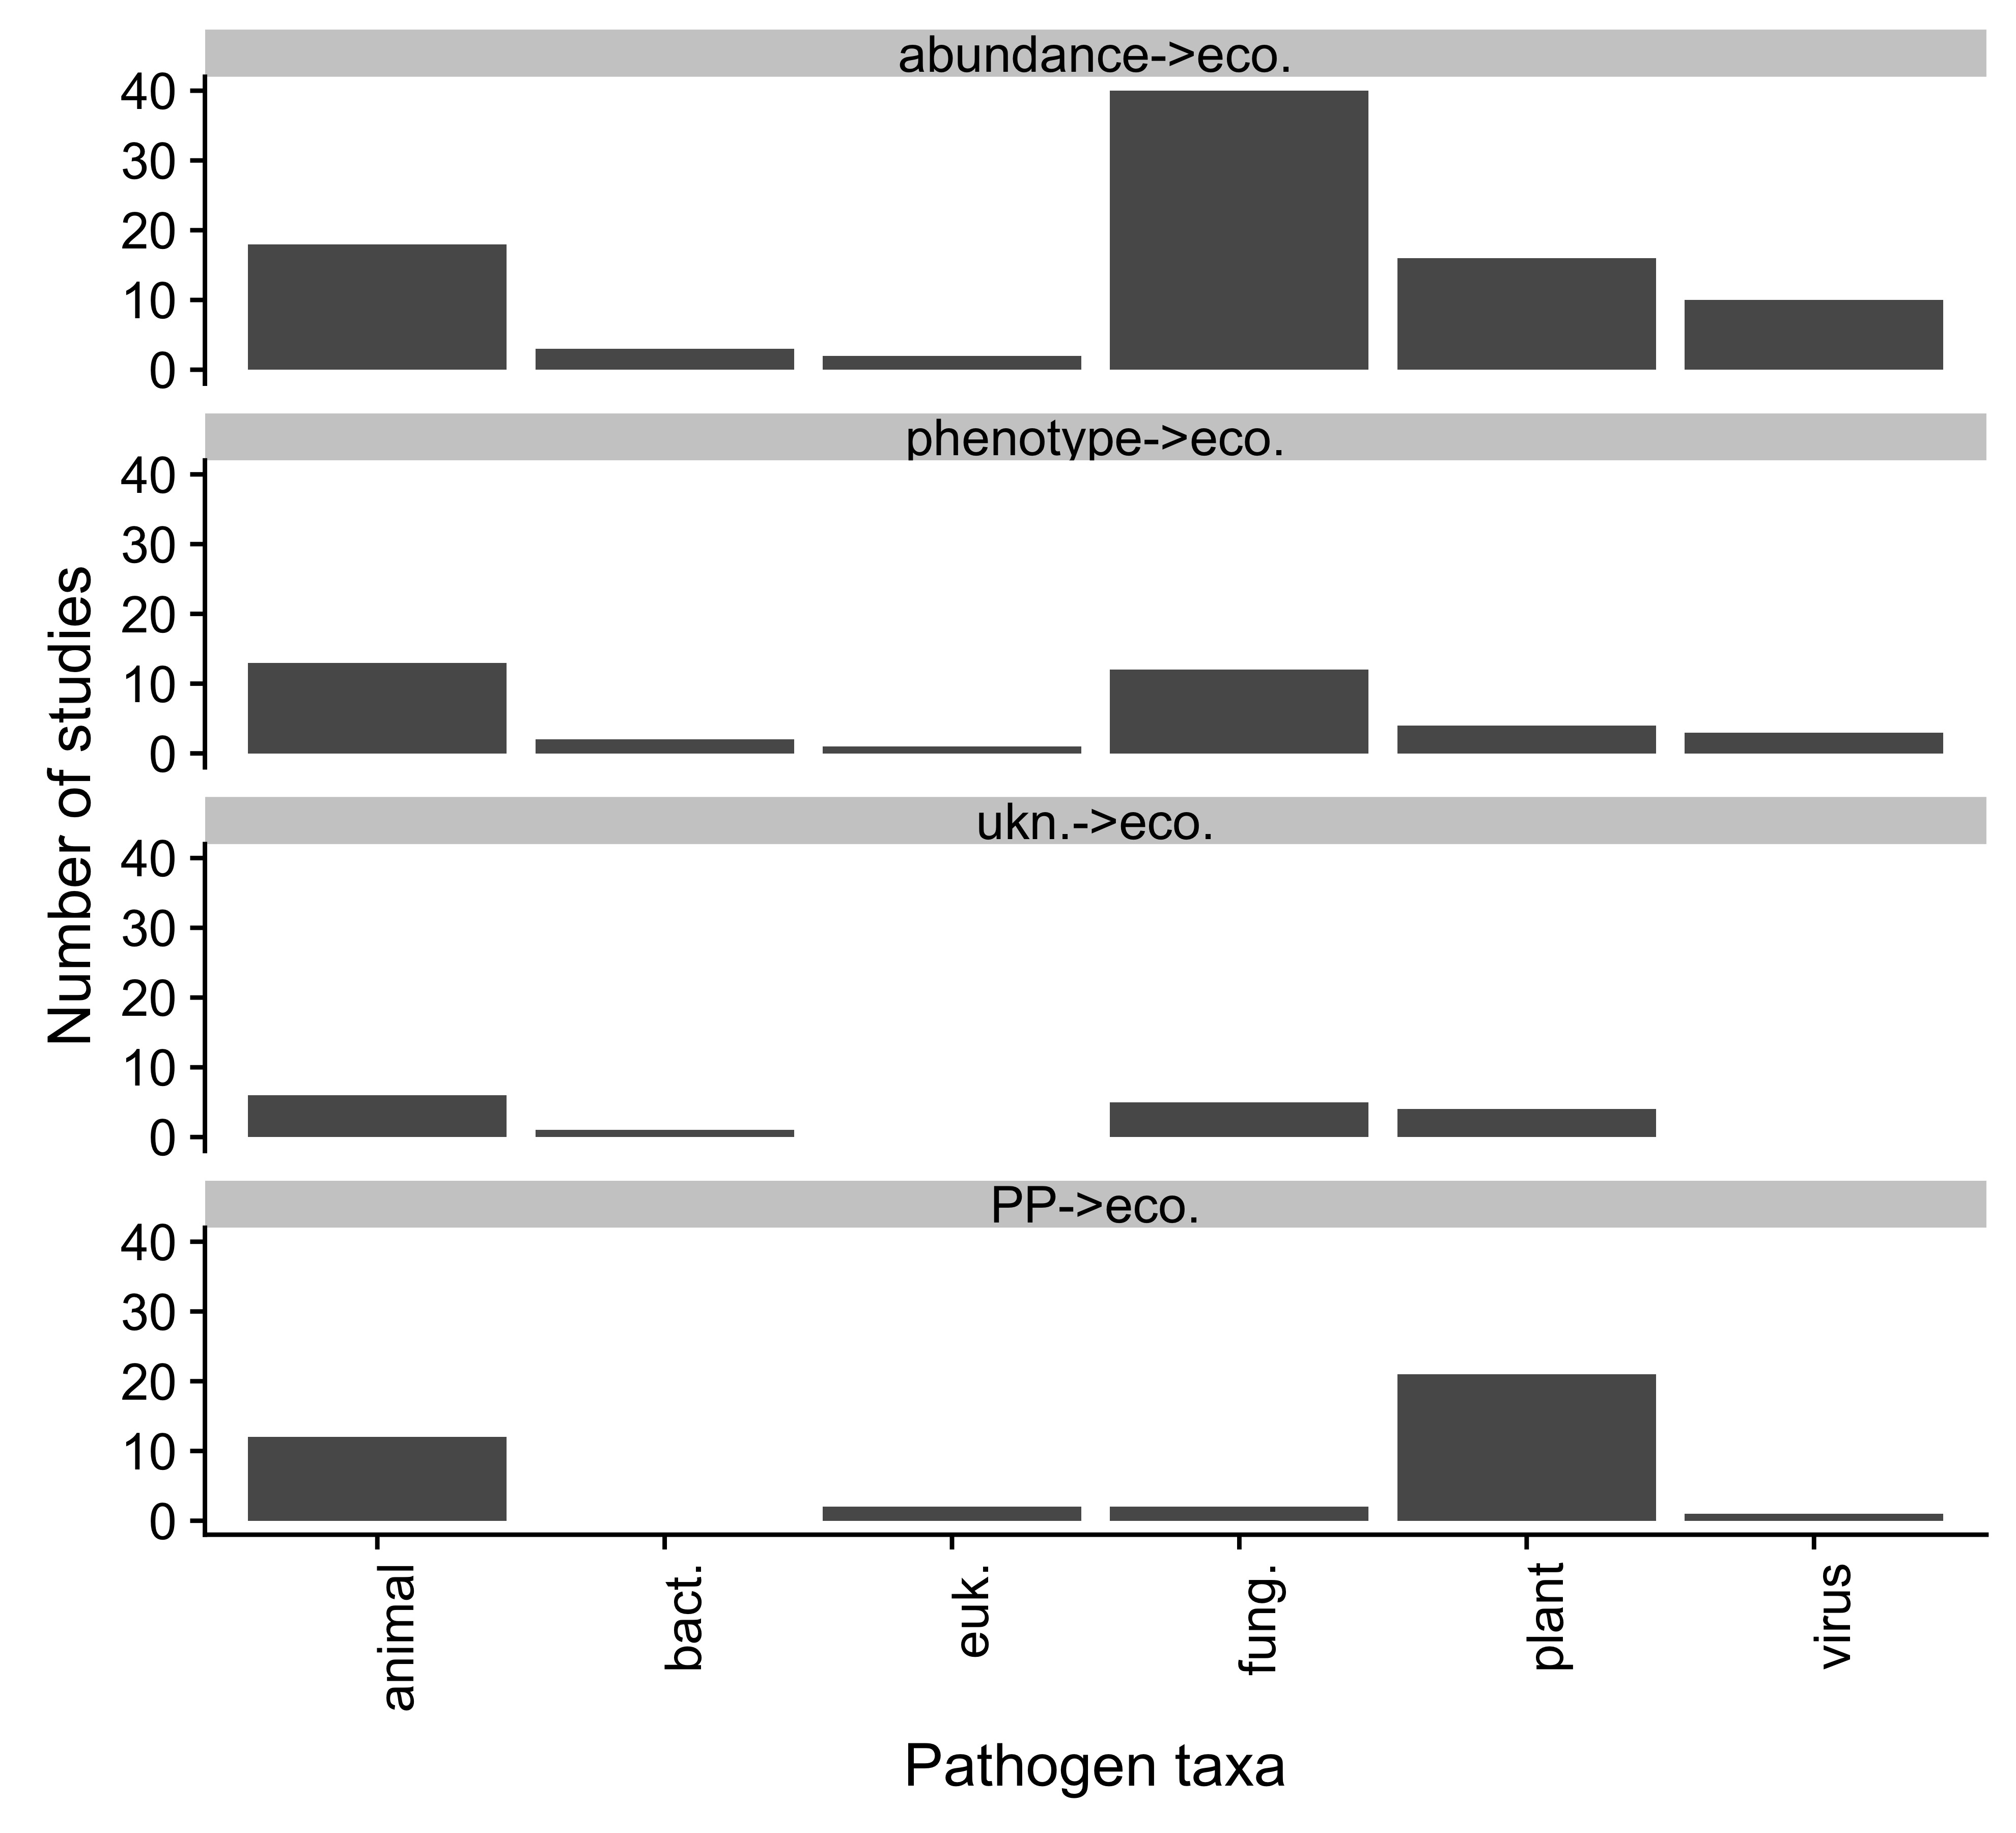 abundance->eco.
40
30
20
10
0
phenotype->eco.
40
30
20
10
0
ukn.->eco.
40
30
20
10
0
PP->eco.
40
30
20
10
0
Number of studies
animal
bact.
euk.
fung.
plant
virus
Pathogen taxa